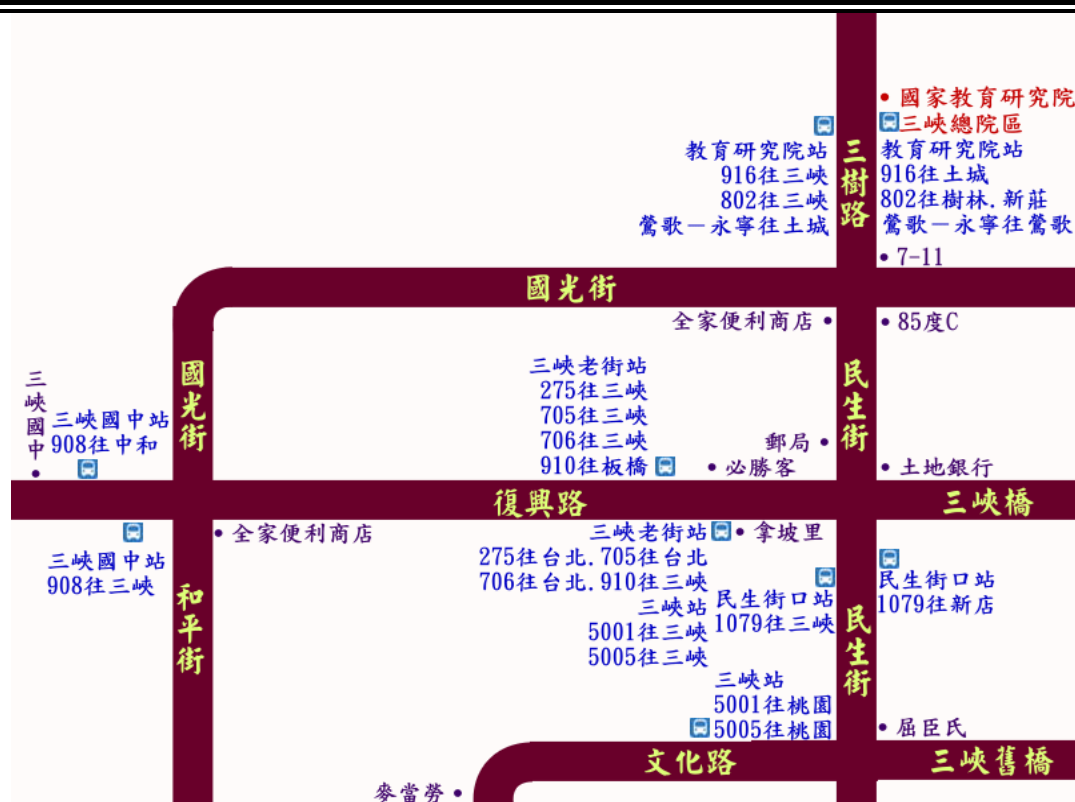 國家教育研究院
三峽總院區
教育研究院站
916往三峽
802往三峽
鶯歌－永寧往土城
三樹路
教育研究院站
916往土城
802往樹林.新莊
鶯歌－永寧往鶯歌
7-11
國光街
全家便利商店
85度C
三峽國中
三峽國中站
908往中和
國光街
三峽老街站
275往三峽
705往三峽
706往三峽
910往板橋
郵局
必勝客
民生街
土地銀行
復興路
三峽橋
三峽國中站
908往三峽
全家便利商店
和平街
三峽老街站
275往台北.705往台北
706往台北.910往三峽
三峽站
5001往三峽
5005往三峽
拿坡里
民生街口站
1079往三峽
三峽站
5001往桃園
5005往桃園
民生街
民生街口站
1079往新店
屈臣氏
文化路
三峽舊橋
麥當勞